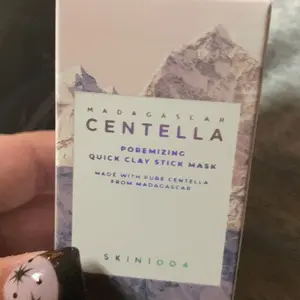 MADAGASCAR
CENTELLA
POREMIZING
QUICK CLAY STICK MASK
MADE WITH PURE CENTELLA
FROM MADAGASCAR
SKIN1004